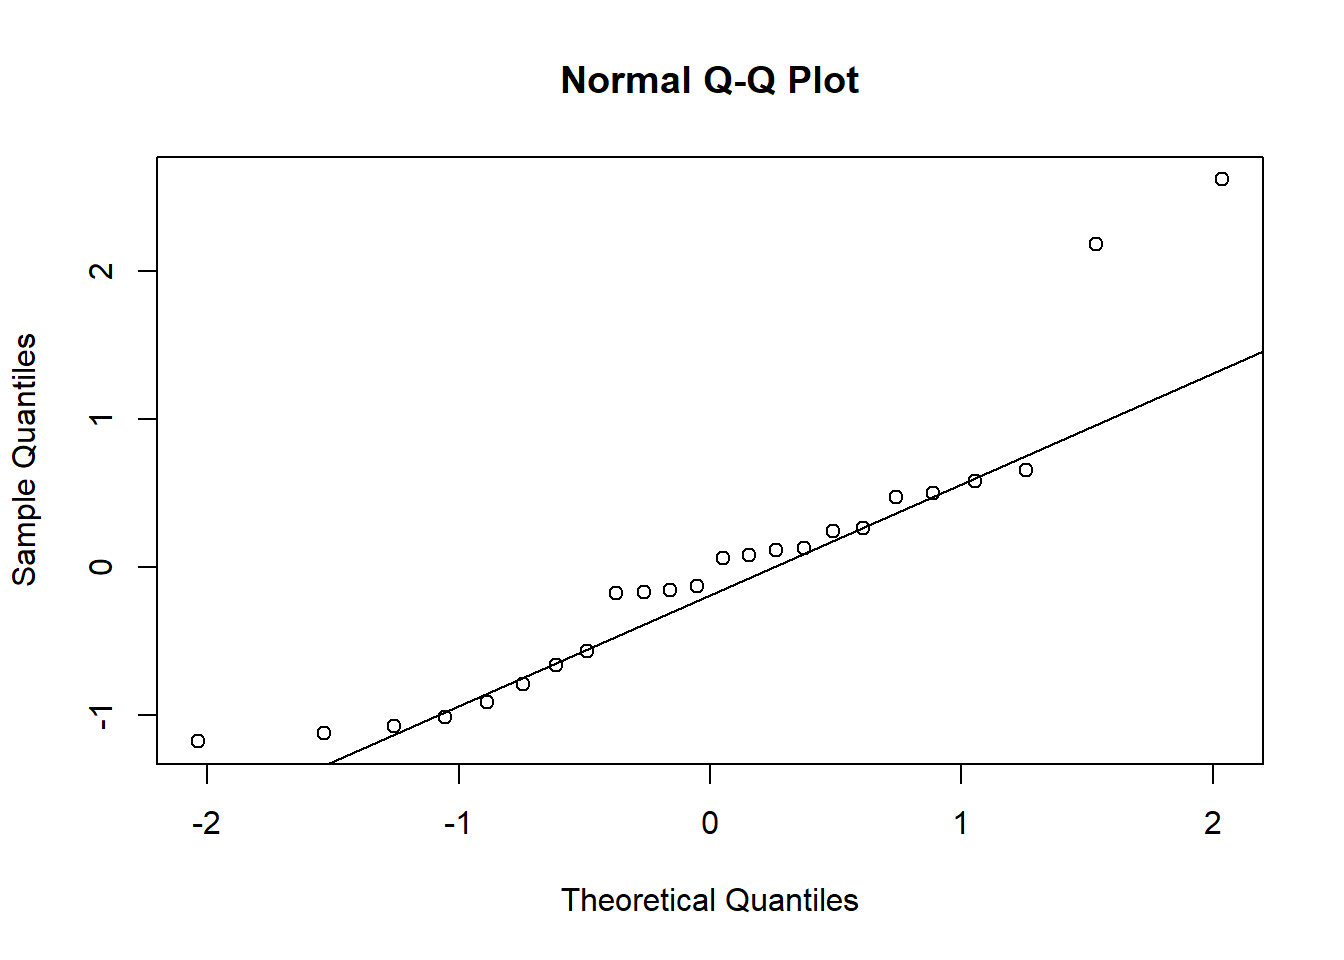 Normal Q-Q Plot
Sample Quantiles
2
1
0
-1
-2 -1 0 1 2
Theoretical Quantiles